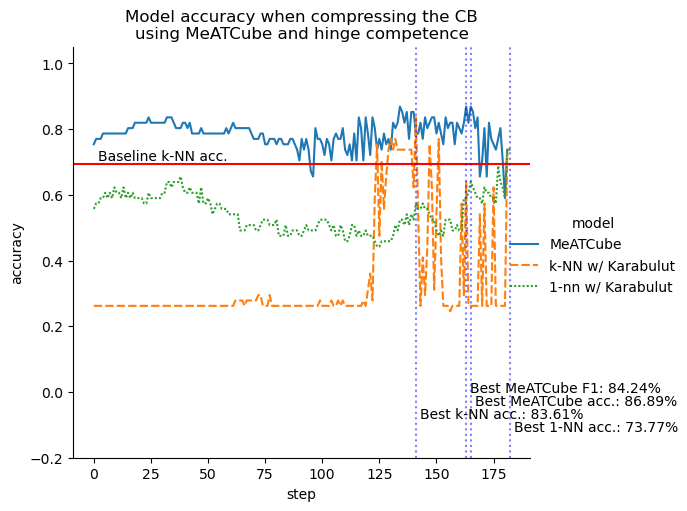 Model accuracy when compressing the CB
using MeATCube and hinge competence
1.0
0.8
0.6
0.4
0.2
0.0
−0.2
accuracy
Baseline k-NN acc.
model
MeATCube
k-NN w/ Karabulut
1-nn w/ Karabulut
Best MeATCube F1: 84.24%
Best MeATCube acc.: 86.89%
Best k-NN acc.: 83.61%
Best 1-NN acc.: 73.77%
0 25 50 75 100 125 150 175
step